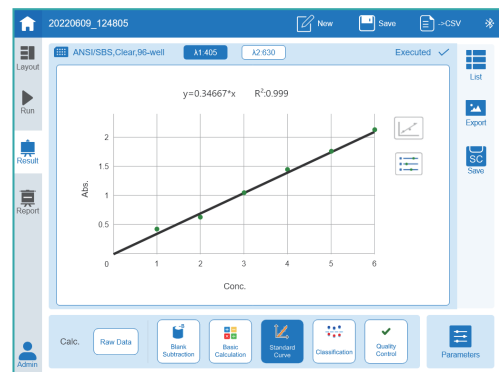 20220609_124805
New
Save
->CSV
Layout
Run
Result
Report
Admin
ANSI/SBS,Clear,96-well
λ1:405
λ2:630
Executed
y=0.34667*x
R²:0.999
Abs.
2
1.5
1
0.5
0
1
2
3
4
5
6
Conc.
List
Export
SC
Save
Calc.
Raw Data
-B
Blank
Subtraction
Basic
Calculation
Standard
Curve
Classification
Quality
Control
Parameters